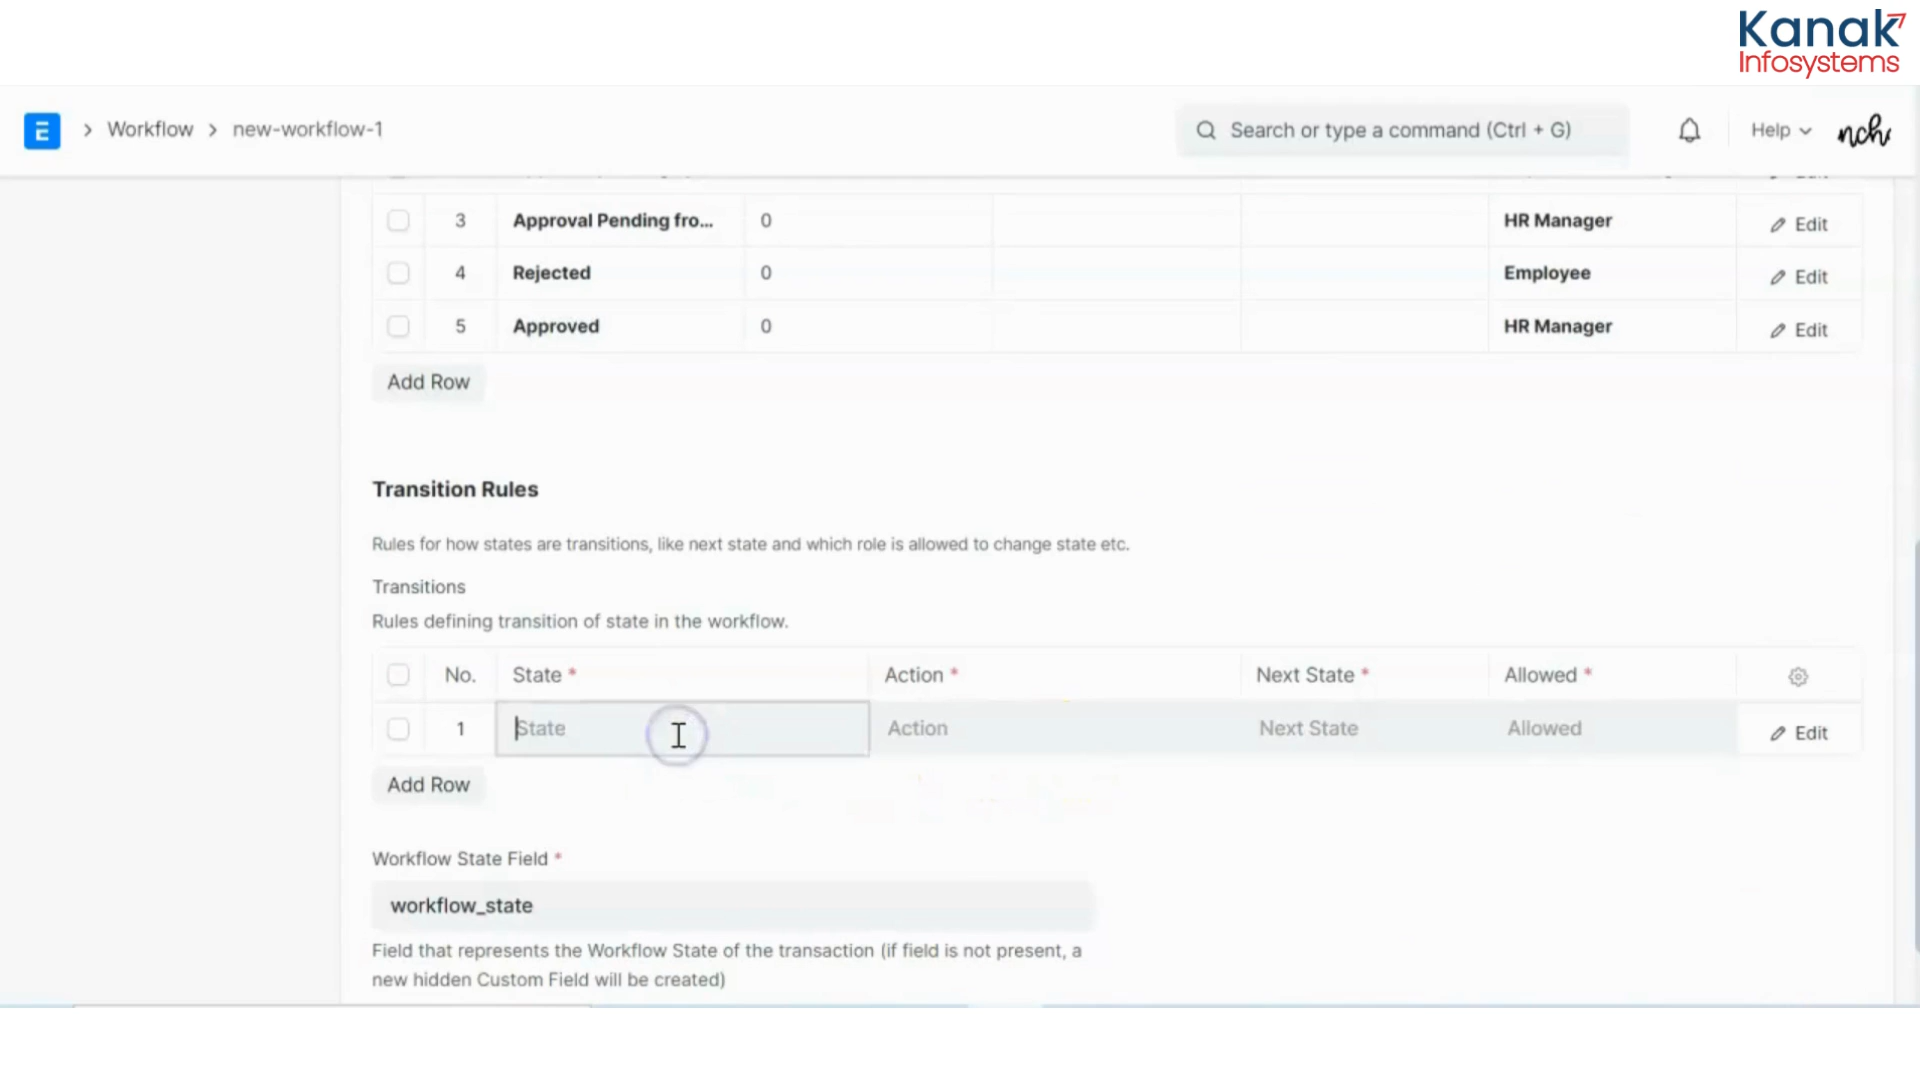 Kanak
Infosystems
E > Workflow > new-workflow-1
Search or type a command (Ctrl + G)
Help
nch
3 Approval Pending fro... 0 HR Manager Edit
4 Rejected 0 Employee Edit
5 Approved 0 HR Manager Edit
Add Row
Transition Rules
Rules for how states are transitions, like next state and which role is allowed to change state etc.
Transitions
Rules defining transition of state in the workflow.
No. State * Action * Next State * Allowed *
1 State Action Next State Allowed Edit
Add Row
Workflow State Field *
workflow_state
Field that represents the Workflow State of the transaction (if field is not present, a
new hidden Custom Field will be created)